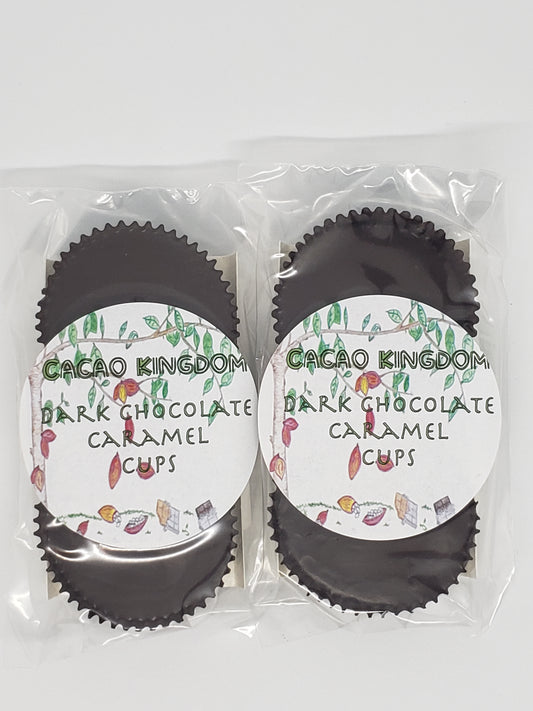 CACAO KINGDOM
DARK CHOCOLATE
CARAMEL
CUPS
CACAO KINGDOM
DARK CHOCOLATE
CARAMEL
CUPS